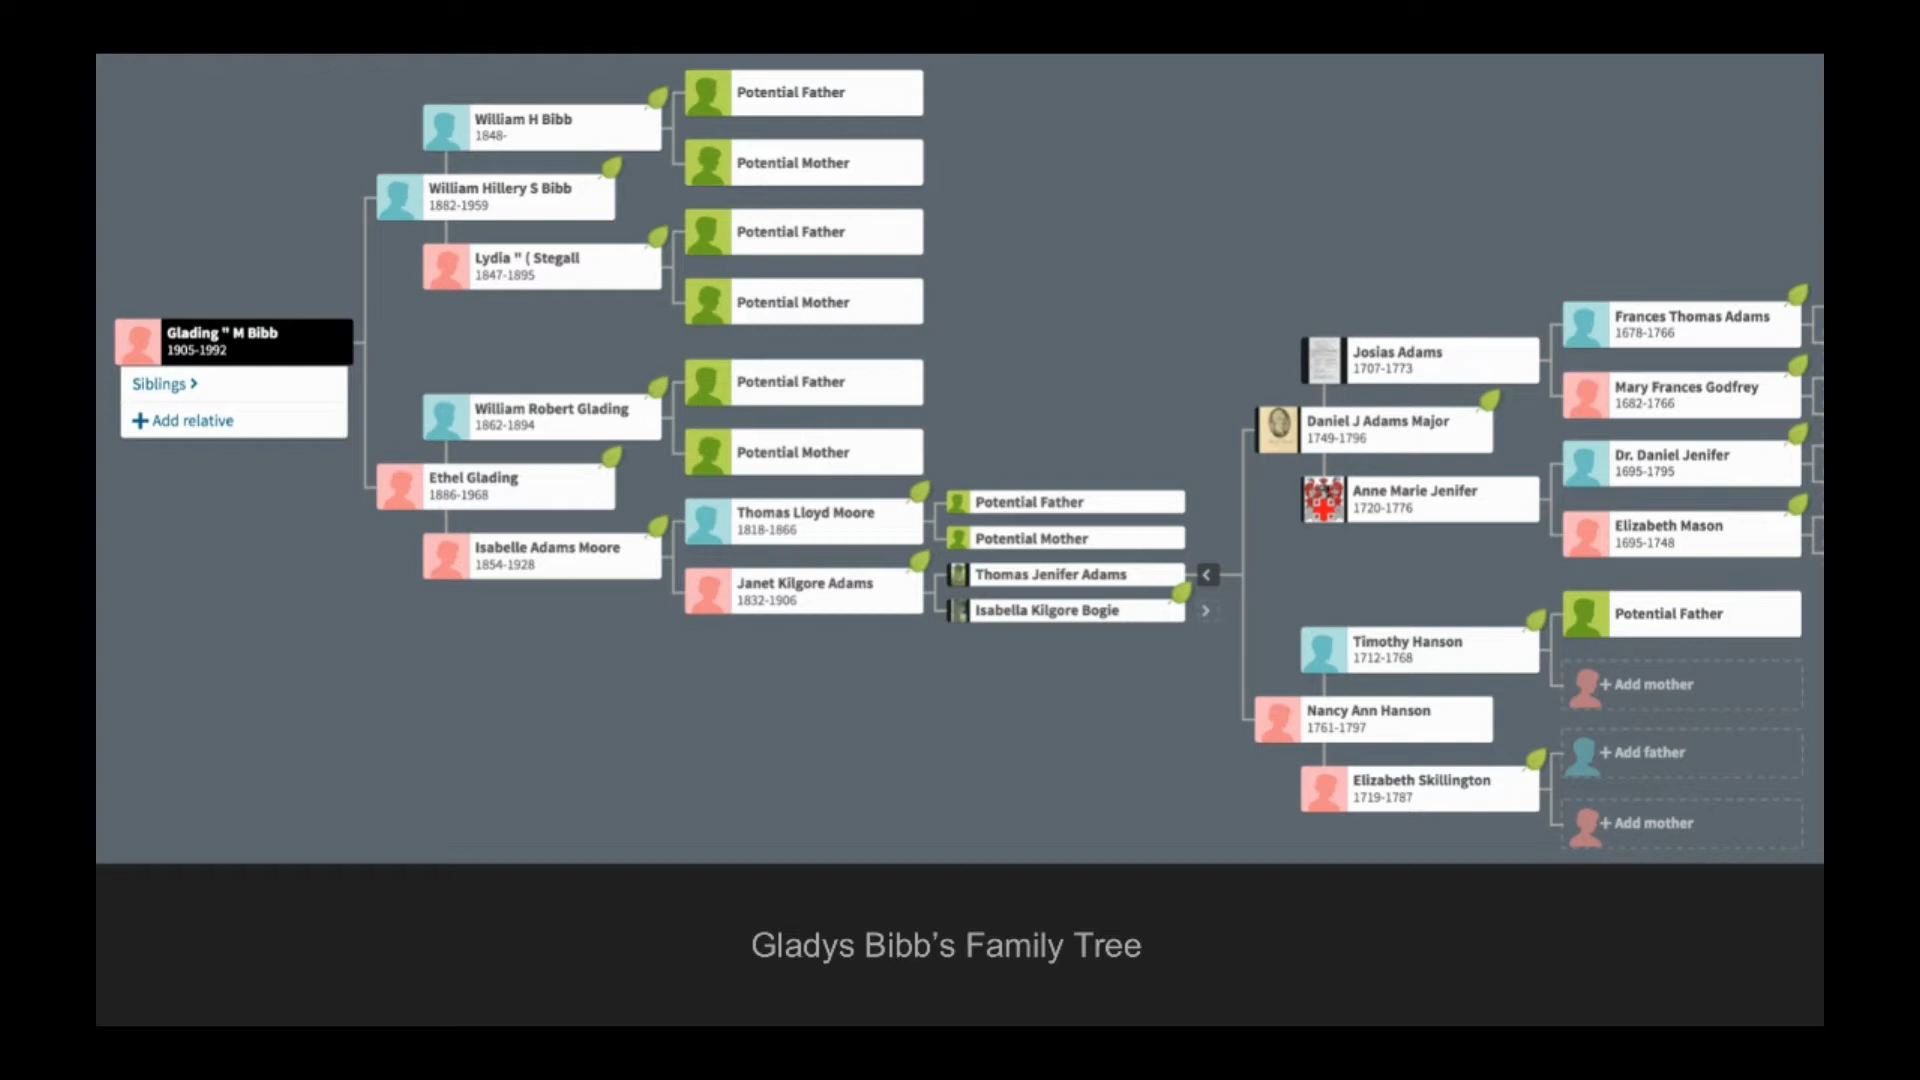 William H Bibb
1848-
William Hillery S Bibb
1882-1959
Lydia " ( Stegall
1847-1895
Glading " M Bibb
1905-1992
Siblings >
+ Add relative
William Robert Glading
1862-1894
Ethel Glading
1886-1968
Isabelle Adams Moore
1854-1928
Potential Father
Potential Mother
Potential Father
Potential Mother
Potential Father
Potential Mother
Thomas Lloyd Moore
1818-1866
Janet Kilgore Adams
1832-1906
Potential Father
Potential Mother
Thomas Jenifer Adams
Isabella Kilgore Bogie
Josias Adams
1707-1773
Daniel J Adams Major
1749-1796
Anne Marie Jenifer
1720-1776
Timothy Hanson
1712-1768
Nancy Ann Hanson
1761-1797
Elizabeth Skillington
1719-1787
Frances Thomas Adams
1678-1766
Mary Frances Godfrey
1682-1766
Dr. Daniel Jenifer
1695-1795
Elizabeth Mason
1695-1748
Potential Father
+ Add mother
+ Add father
+ Add mother
Gladys Bibb’s Family Tree